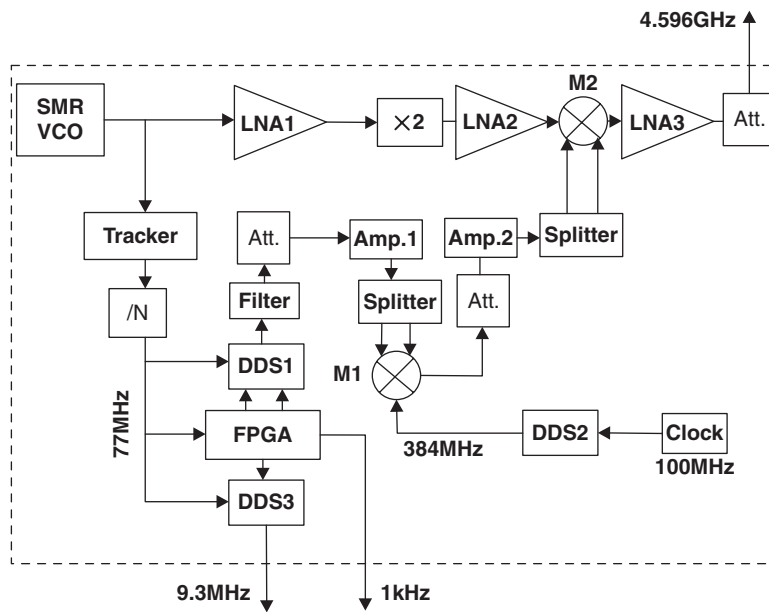 4.596GHz
SMR
VCO
LNA1
×2
LNA2
M2
LNA3
Att.
Tracker
Att.
Amp.1
Amp.2
Splitter
/N
Filter
Splitter
Att.
DDS1
M1
77MHz
FPGA
384MHz
DDS2
Clock
100MHz
DDS3
9.3MHz
1kHz